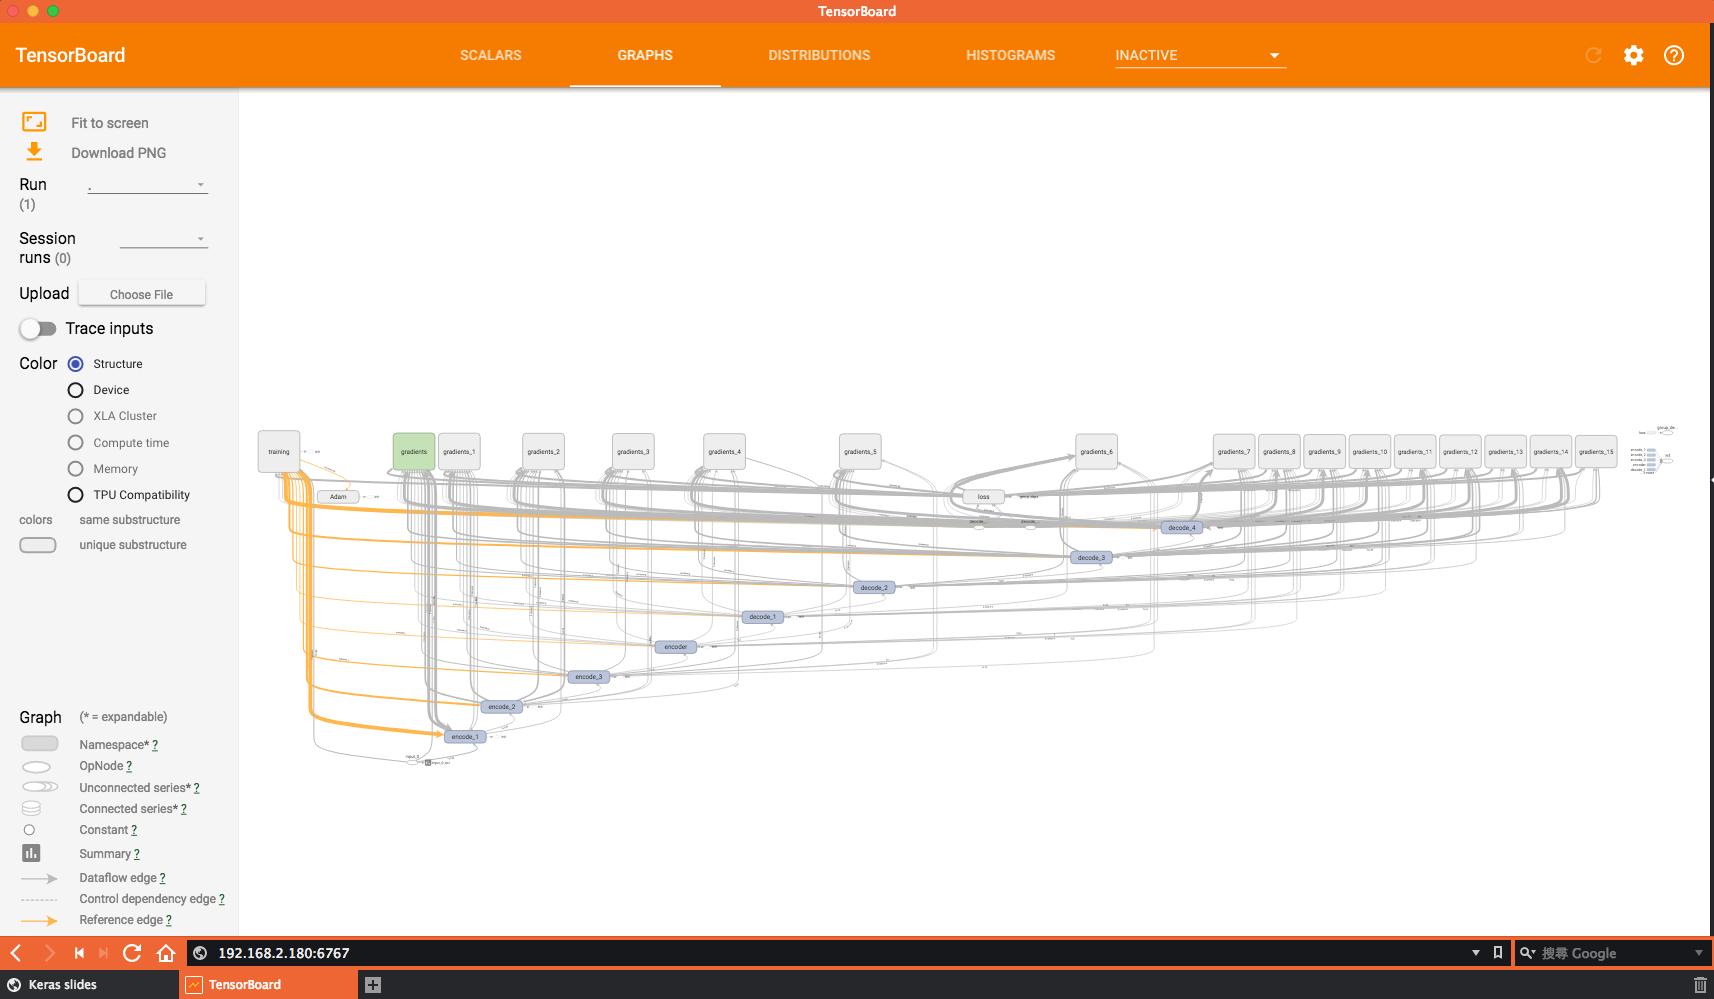 TensorBoard
TensorBoard
SCALARS
GRAPHS
DISTRIBUTIONS
HISTOGRAMS
INACTIVE
Fit to screen
Download PNG
Run
(1)
.
Session
runs (0)
Upload
Choose File
Trace inputs
Color
Structure
Device
XLA Cluster
Compute time
Memory
TPU Compatibility
colors
same substructure
unique substructure
training
gradients
gradients_1
gradients_2
gradients_3
gradients_4
gradients_5
gradients_6
gradients_7
gradients_8
gradients_9
gradients_10
gradients_11
gradients_12
gradients_13
gradients_14
gradients_15
Adam
loss
decode_4
decode_3
decode_2
decode_1
encoder
encode_3
encode_2
encode_1
Graph
(* = expandable)
Namespace* ?
OpNode ?
Unconnected series* ?
Connected series* ?
Constant ?
Summary ?
Dataflow edge ?
Control dependency edge ?
Reference edge ?
192.168.2.180:6767
搜尋 Google
Keras slides
TensorBoard